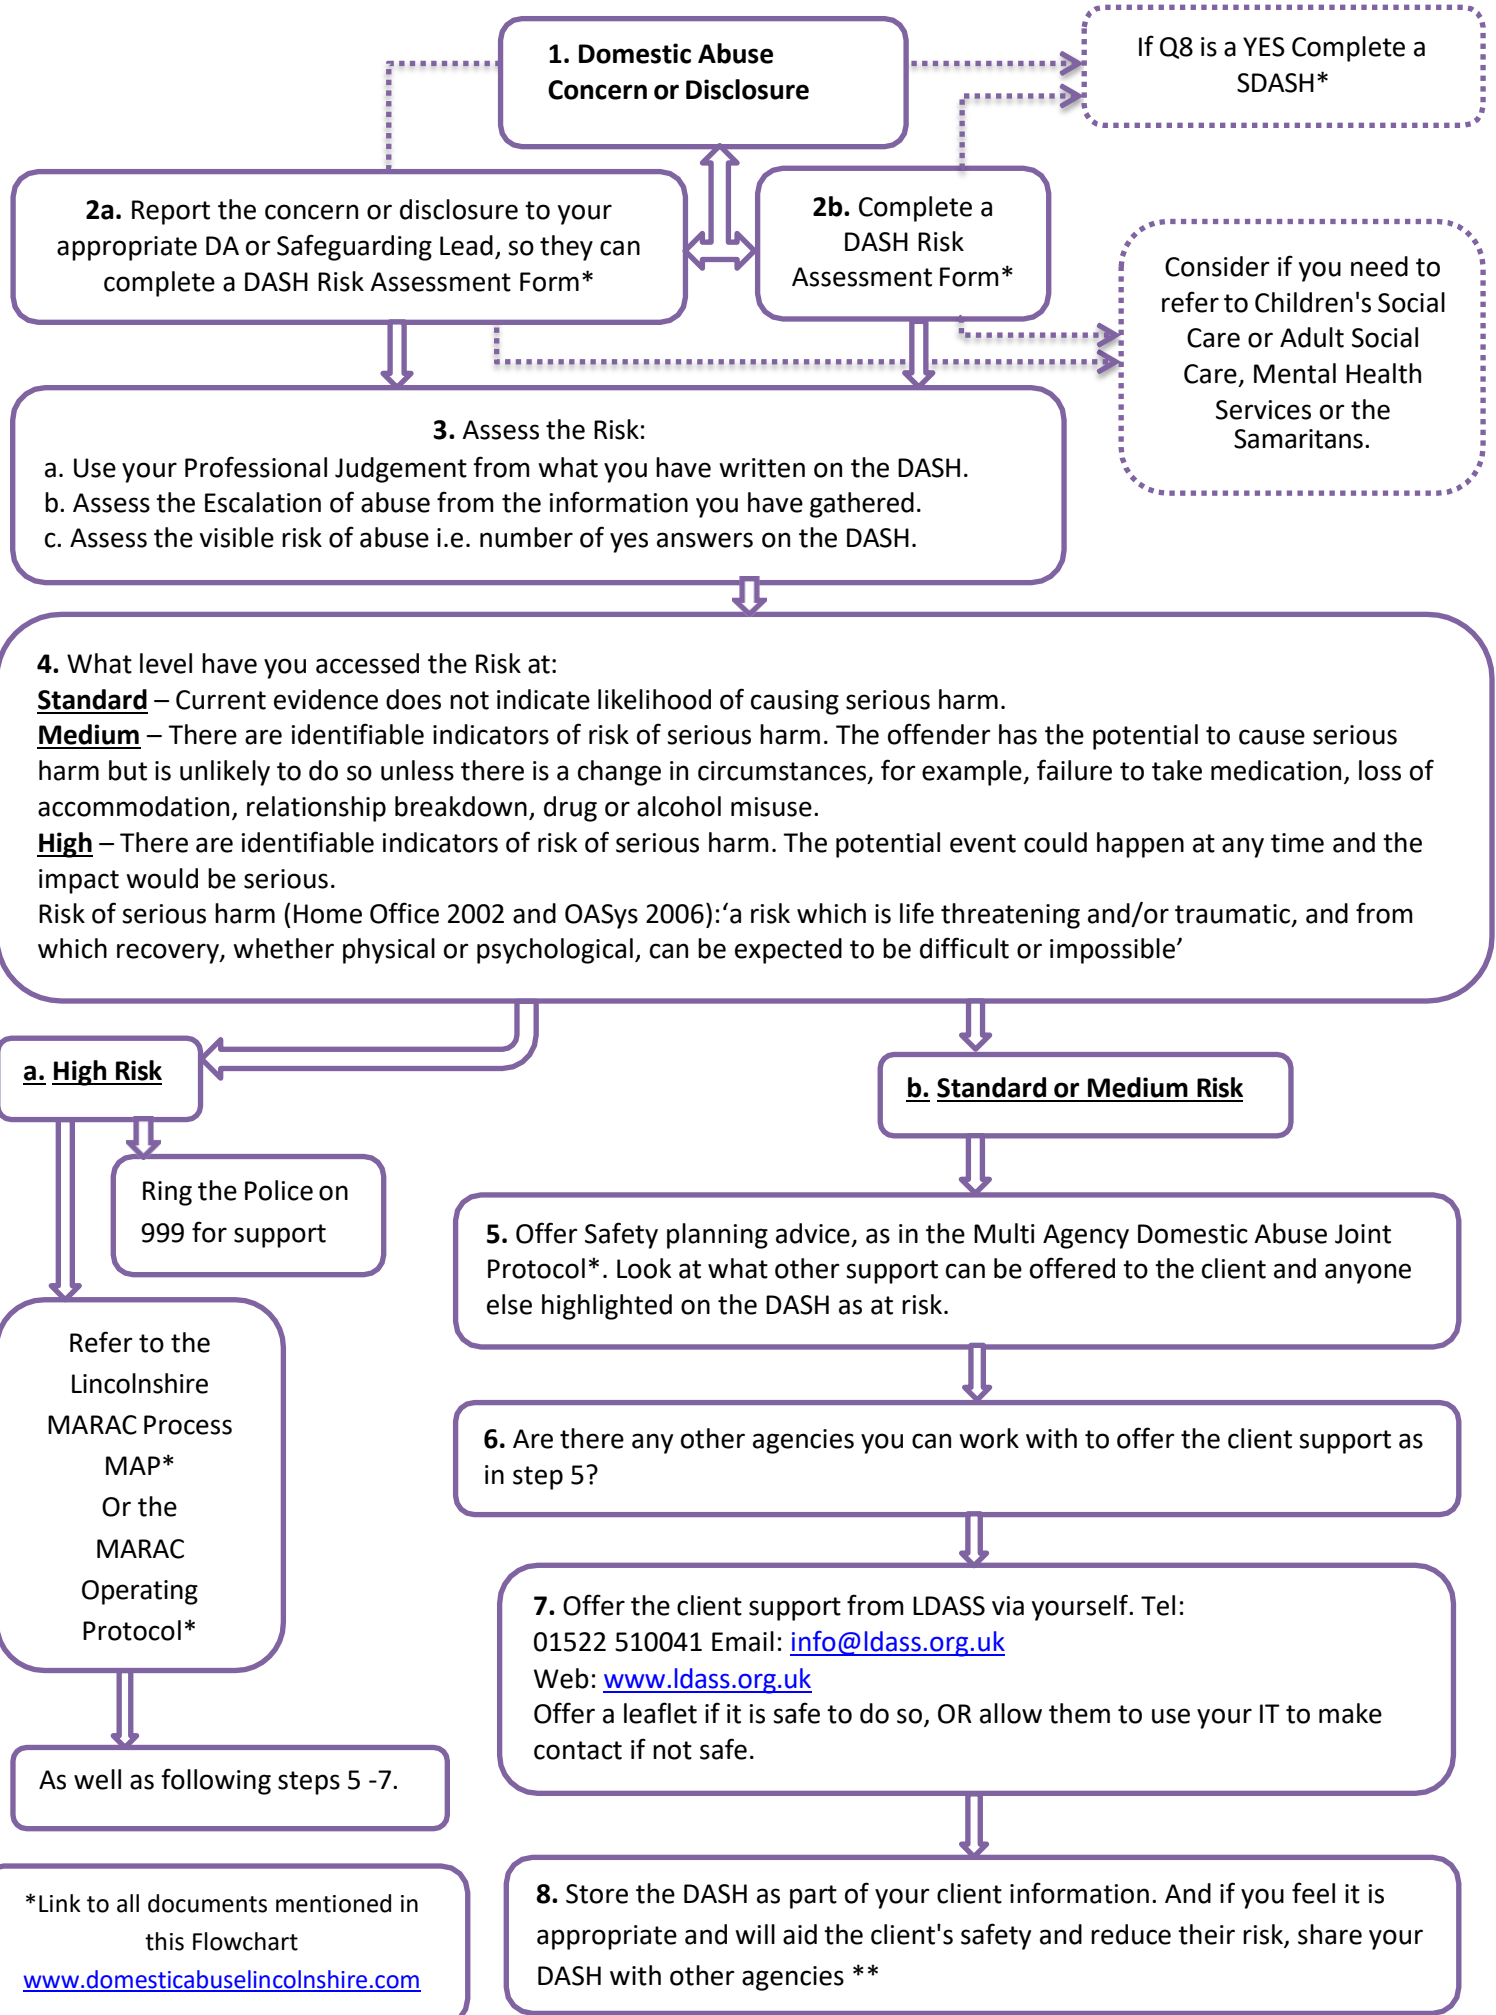 1. Domestic Abuse
Concern or Disclosure
If Q8 is a YES Complete a
SDASH*
2a. Report the concern or disclosure to your
appropriate DA or Safeguarding Lead, so they can
complete a DASH Risk Assessment Form*
2b. Complete a
DASH Risk
Assessment Form*
Consider if you need to
refer to Children's Social
Care or Adult Social
Care, Mental Health
Services or the
Samaritans.
3. Assess the Risk:
a. Use your Professional Judgement from what you have written on the DASH.
b. Assess the Escalation of abuse from the information you have gathered.
c. Assess the visible risk of abuse i.e. number of yes answers on the DASH.
4. What level have you accessed the Risk at:
Standard – Current evidence does not indicate likelihood of causing serious harm.
Medium – There are identifiable indicators of risk of serious harm. The offender has the potential to cause serious
harm but is unlikely to do so unless there is a change in circumstances, for example, failure to take medication, loss of
accommodation, relationship breakdown, drug or alcohol misuse.
High – There are identifiable indicators of risk of serious harm. The potential event could happen at any time and the
impact would be serious.
Risk of serious harm (Home Office 2002 and OASys 2006):‘a risk which is life threatening and/or traumatic, and from
which recovery, whether physical or psychological, can be expected to be difficult or impossible’
a. High Risk
b. Standard or Medium Risk
Ring the Police on
999 for support
5. Offer Safety planning advice, as in the Multi Agency Domestic Abuse Joint
Protocol*. Look at what other support can be offered to the client and anyone
else highlighted on the DASH as at risk.
Refer to the
Lincolnshire
MARAC Process
MAP*
Or the
MARAC
Operating
Protocol*
6. Are there any other agencies you can work with to offer the client support as
in step 5?
7. Offer the client support from LDASS via yourself. Tel:
01522 510041 Email: info@ldass.org.uk
Web: www.ldass.org.uk
Offer a leaflet if it is safe to do so, OR allow them to use your IT to make
contact if not safe.
As well as following steps 5 -7.
*Link to all documents mentioned in
this Flowchart
www.domesticabuselincolnshire.com
8. Store the DASH as part of your client information. And if you feel it is
appropriate and will aid the client's safety and reduce their risk, share your
DASH with other agencies **